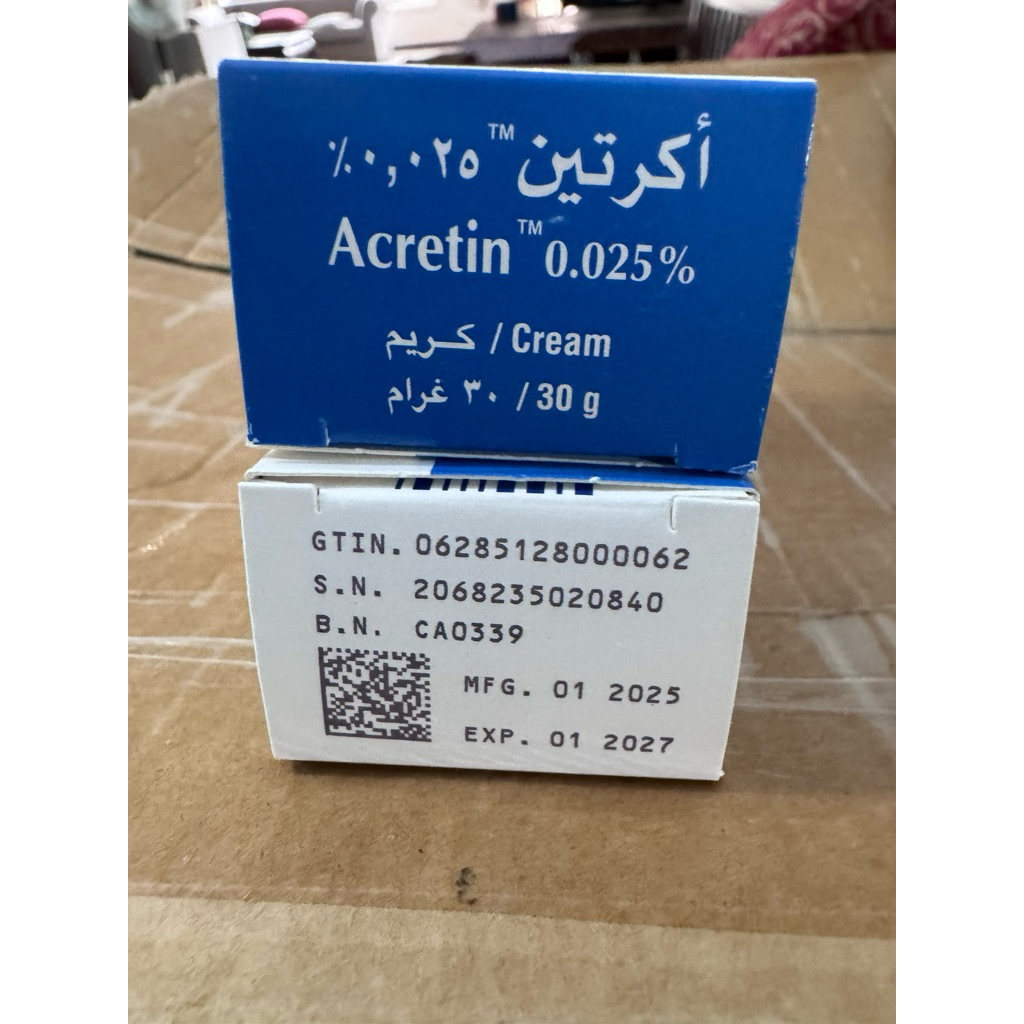 أكرتين™ ٠,٠٢٥٪
Acretin™ 0.025%
كريم / Cream
٣٠ غرام / 30 g
GTIN. 06285128000062
S.N. 2068235020840
B.N. CA0339
MFG. 01 2025
EXP. 01 2027